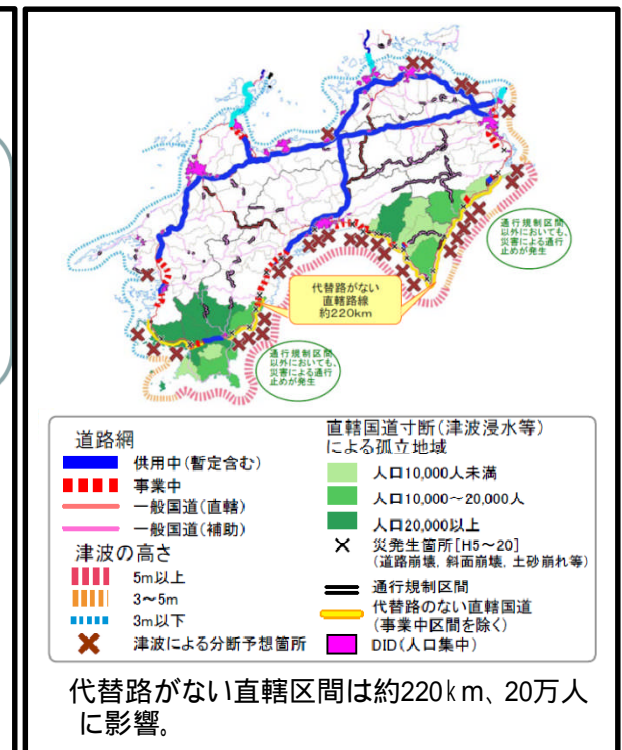 通行規制区間
以外においても、
災害による通行
止めが発生
代替路がない
直轄路線
約220km
通行規制区間
以外においても、
災害による通行
止めが発生
道路網
供用中(暫定含む)
事業中
一般国道(直轄)
一般国道(補助)
津波の高さ
5m以上
3～5m
3m以下
津波による分断予想箇所
直轄国道寸断(津波浸水等)
による孤立地域
人口10,000人未満
人口10,000～20,000人
人口20,000以上
災発生箇所[H5～20]
(道路崩壊、斜面崩壊、土砂崩れ等)
通行規制区間
代替路のない直轄国道
(事業中区間を除く)
DID(人口集中)
代替路がない直轄区間は約220km、20万人
に影響。